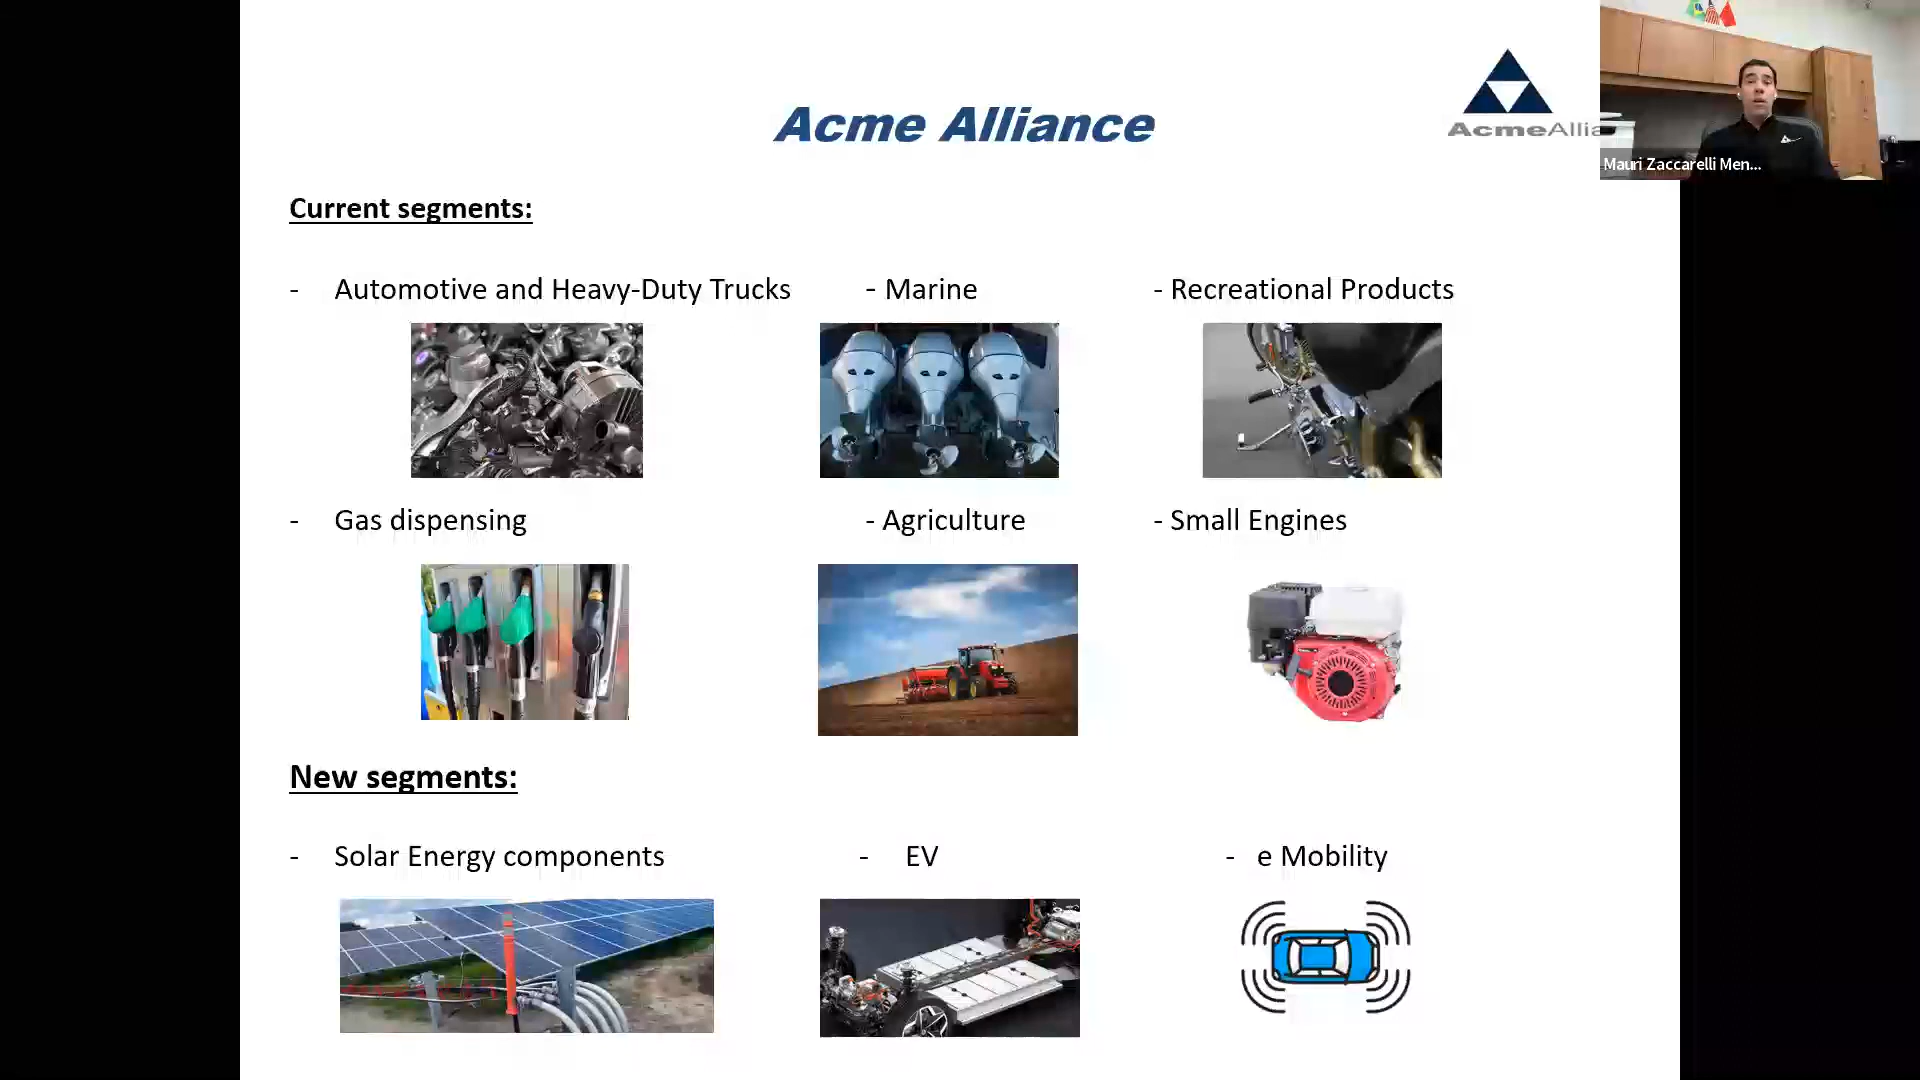 Acme Alliance
AcmeAllia
Mauri Zaccarelli Men...
Current segments:
- Automotive and Heavy-Duty Trucks - Marine - Recreational Products
- Gas dispensing - Agriculture - Small Engines
New segments:
- Solar Energy components - EV - e Mobility